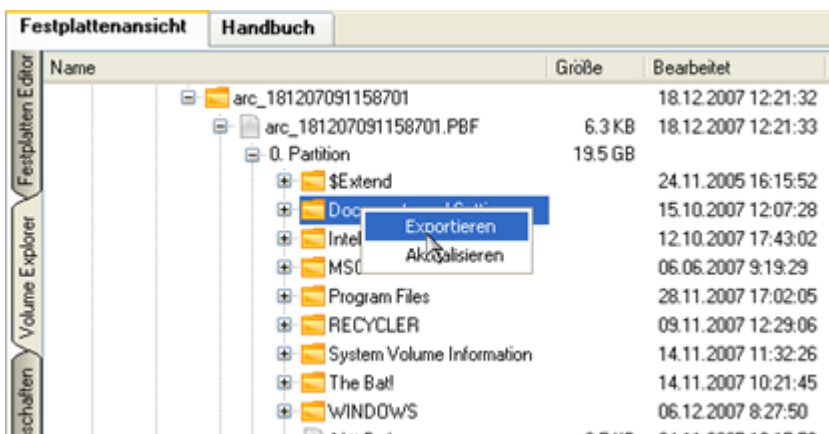 Festplattenansicht Handbuch
Festplatten Editor
Volume Explorer
Name Größe Bearbeitet
arc_181207091158701 18.12.2007 12:21:32
arc_181207091158701.PBF 6.3 KB 18.12.2007 12:21:33
0. Partition 19.5 GB
$Extend 24.11.2005 16:15:52
15.10.2007 12:07:28
Exportieren
Aktualisieren
Intel 12.10.2007 17:43:02
06.06.2007 9:19:29
Program Files 28.11.2007 17:02:05
RECYCLER 09.11.2007 12:29:06
System Volume Information 14.11.2007 11:32:26
The Bat! 14.11.2007 10:21:45
WINDOWS 06.12.2007 8:27:50